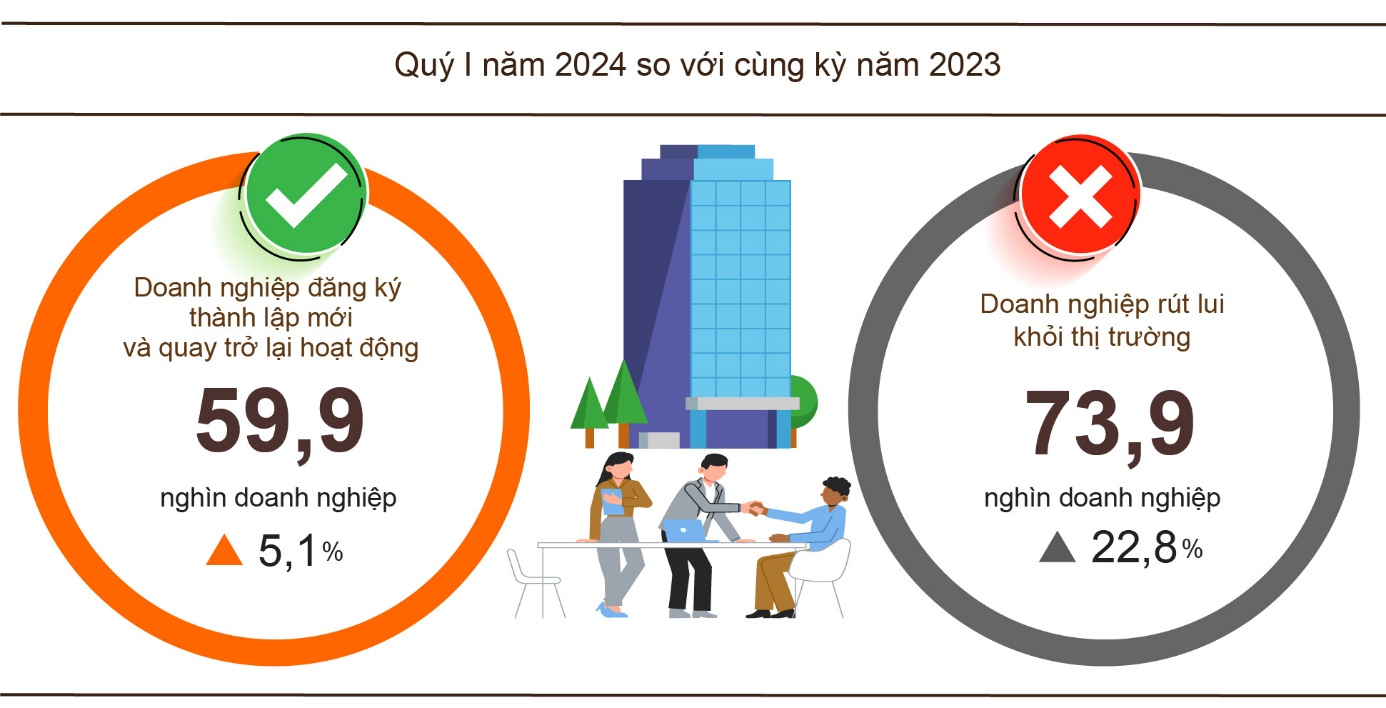 Quý I năm 2024 so với cùng kỳ năm 2023
Doanh nghiệp đăng ký
thành lập mới
và quay trở lại hoạt động
59,9
nghìn doanh nghiệp
5,1%
Doanh nghiệp rút lui
khỏi thị trường
73,9
nghìn doanh nghiệp
22,8%